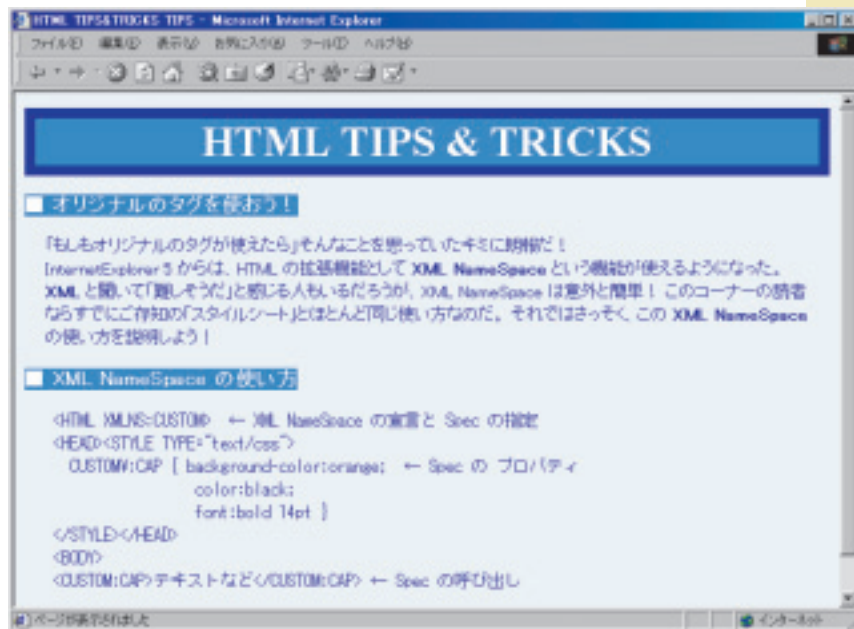 HTML TIPS&TRICKS TIPS - Microsoft Internet Explorer
ファイル(F) 編集(E) 表示(V) お気に入り(A) ツール(T) ヘルプ(H)
HTML TIPS & TRICKS
オリジナルのタグを使おう！
「もしもオリジナルのタグが使えたら」そんなことを思っていたキミに朗報だ！
InternetExplorer 5 からは、HTML の拡張機能として XML NameSpace という機能が使えるようになった。
XML と聞いて「難しそうだ」と感じる人もいるだろうが、XML NameSpace は意外と簡単！ このコーナーの読者
ならすでにご存知の「スタイルシート」とほとんど同じ使い方なのだ。それではさっそく、この XML NameSpace
の使い方を説明しよう！
XML NameSpace の使い方
<HTML XMLNS:CUSTOM> ← XML NameSpace の宣言と Spec の指定
<HEAD><STYLE TYPE="text/css">
CUSTOM¥:CAP { background-color:orange; ← Spec の プロパティ
color:black;
font:bold 14pt }
</STYLE></HEAD>
<BODY>
<CUSTOM:CAP>テキストなど</CUSTOM:CAP> ← Spec の呼び出し
ページが表示されました
インターネット